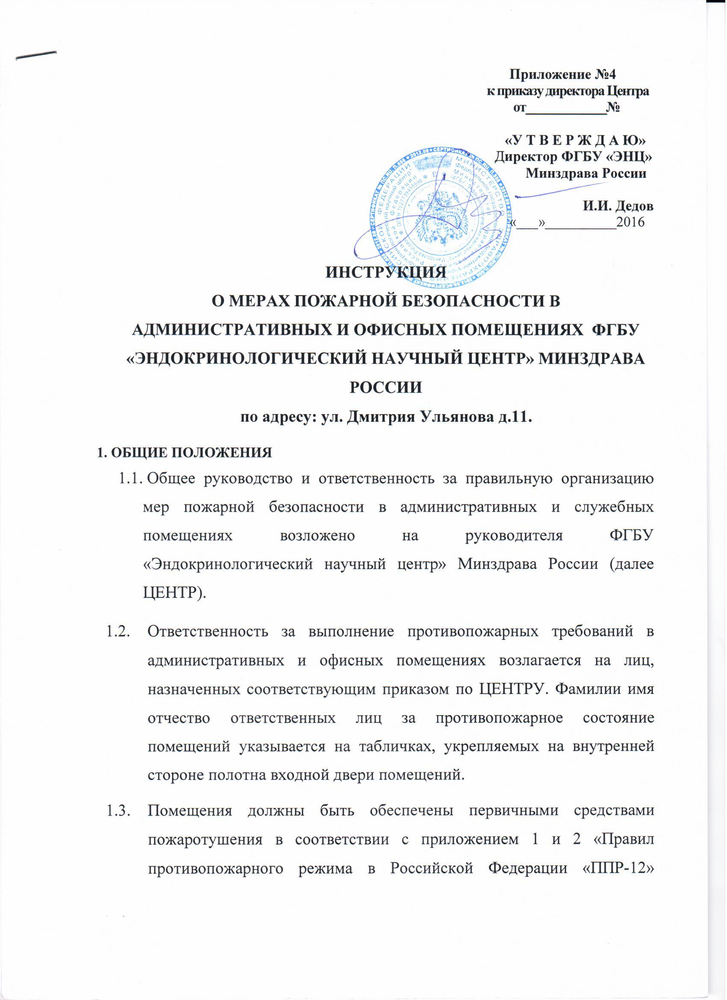 Приложение №4
к приказу директора Центра
от___________№
«У Т В Е Р Ж Д А Ю»
Директор ФГБУ «ЭНЦ»
Минздрава России
И.И. Дедов
«___»__________2016
ИНСТРУКЦИЯ
О МЕРАХ ПОЖАРНОЙ БЕЗОПАСНОСТИ В
АДМИНИСТРАТИВНЫХ И ОФИСНЫХ ПОМЕЩЕНИЯХ ФГБУ
«ЭНДОКРИНОЛОГИЧЕСКИЙ НАУЧНЫЙ ЦЕНТР» МИНЗДРАВА
РОССИИ
по адресу: ул. Дмитрия Ульянова д.11.
1. ОБЩИЕ ПОЛОЖЕНИЯ
1.1. Общее руководство и ответственность за правильную организацию
мер пожарной безопасности в административных и служебных
помещениях возложено на руководителя ФГБУ
«Эндокринологический научный центр» Минздрава России (далее
ЦЕНТР).
1.2. Ответственность за выполнение противопожарных требований в
административных и офисных помещениях возлагается на лиц,
назначенных соответствующим приказом по ЦЕНТРУ. Фамилии имя
отчество ответственных лиц за противопожарное состояние
помещений указывается на табличках, укрепляемых на внутренней
стороне полотна входной двери помещений.
1.3. Помещения должны быть обеспечены первичными средствами
пожаротушения в соответствии с приложением 1 и 2 «Правил
противопожарного режима в Российской Федерации «ППР-12»